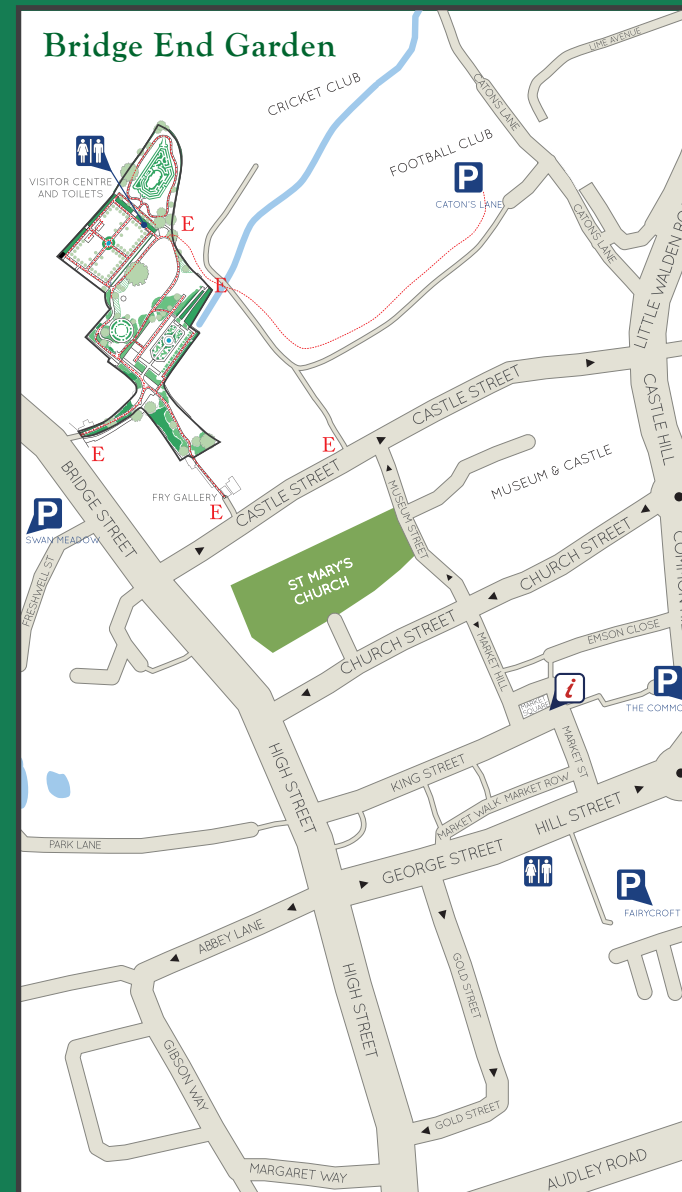 Bridge End Garden
LIME AVENUE
CRICKET CLUB
CATONS LANE
FOOTBALL CLUB
P
CATON'S LANE
VISITOR CENTRE
AND TOILETS
E
CATONS LANE
E
LITTLE WALDEN RO
CASTLE STREET
CASTLE HILL
E
E
BRIDGE STREET
MUSEUM & CASTLE
FRY GALLERY
CASTLE STREET
E
MUSEUM STREET
P
SWAN MEADOW
FRESHWELL ST
ST MARY'S
CHURCH
CHURCH STREET
COMMON HI
CHURCH STREET
MARKET HILL
EMSON CLOSE
i
P
THE COMMO
MARKET
SQUARE
MARKET ST
HIGH STREET
KING STREET
MARKET WALK
MARKET ROW
HILL STREET
PARK LANE
GEORGE STREET
P
FAIRYCROFT
ABBEY LANE
GOLD STREET
HIGH STREET
GIBSON WAY
GOLD STREET
MARGARET WAY
AUDLEY ROAD